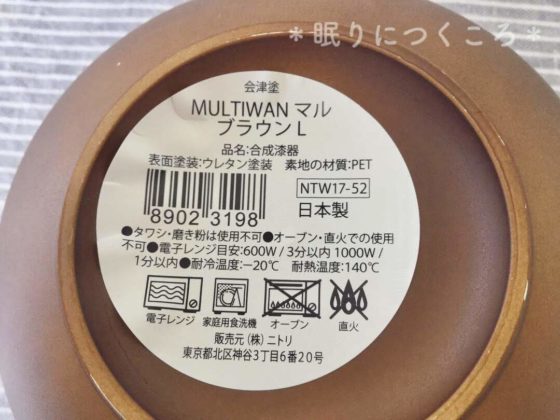 ＊眠りにつくころ＊
会津塗
MULTIWAN マル
ブラウン L
品名:合成漆器
表面塗装:ウレタン塗装 素地の材質:PET
8902 3198
NTW17-52
日本製
●タワシ・磨き粉は使用不可●オーブン・直火での使用
不可●電子レンジ目安:600W / 3分以内 1000W /
1分以内●耐冷温度:−20℃ 耐熱温度:140℃
電子レンジ 家庭用食洗機 オーブン 直火
販売元 (株) ニトリ
東京都北区神谷3丁目6番20号